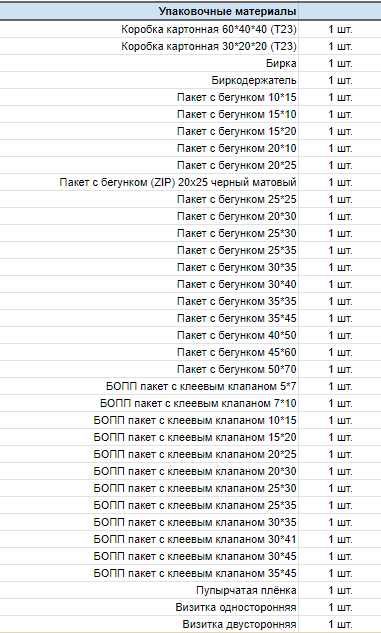 Упаковочные материалы
Коробка картонная 60*40*40 (Т23) 1 шт.
Коробка картонная 30*20*20 (Т23) 1 шт.
Бирка 1 шт.
Биркодержатель 1 шт.
Пакет с бегунком 10*15 1 шт.
Пакет с бегунком 15*10 1 шт.
Пакет с бегунком 15*20 1 шт.
Пакет с бегунком 20*10 1 шт.
Пакет с бегунком 20*25 1 шт.
Пакет с бегунком (ZIP) 20х25 черный матовый 1 шт.
Пакет с бегунком 25*25 1 шт.
Пакет с бегунком 20*30 1 шт.
Пакет с бегунком 25*30 1 шт.
Пакет с бегунком 25*35 1 шт.
Пакет с бегунком 30*35 1 шт.
Пакет с бегунком 30*40 1 шт.
Пакет с бегунком 35*35 1 шт.
Пакет с бегунком 35*45 1 шт.
Пакет с бегунком 40*50 1 шт.
Пакет с бегунком 45*60 1 шт.
Пакет с бегунком 50*70 1 шт.
БОПП пакет с клеевым клапаном 5*7 1 шт.
БОПП пакет с клеевым клапаном 7*10 1 шт.
БОПП пакет с клеевым клапаном 10*15 1 шт.
БОПП пакет с клеевым клапаном 15*20 1 шт.
БОПП пакет с клеевым клапаном 20*25 1 шт.
БОПП пакет с клеевым клапаном 20*30 1 шт.
БОПП пакет с клеевым клапаном 25*30 1 шт.
БОПП пакет с клеевым клапаном 25*35 1 шт.
БОПП пакет с клеевым клапаном 30*35 1 шт.
БОПП пакет с клеевым клапаном 30*41 1 шт.
БОПП пакет с клеевым клапаном 30*45 1 шт.
БОПП пакет с клеевым клапаном 35*45 1 шт.
Пупырчатая плёнка 1 шт.
Визитка односторонняя 1 шт.
Визитка двусторонняя 1 шт.